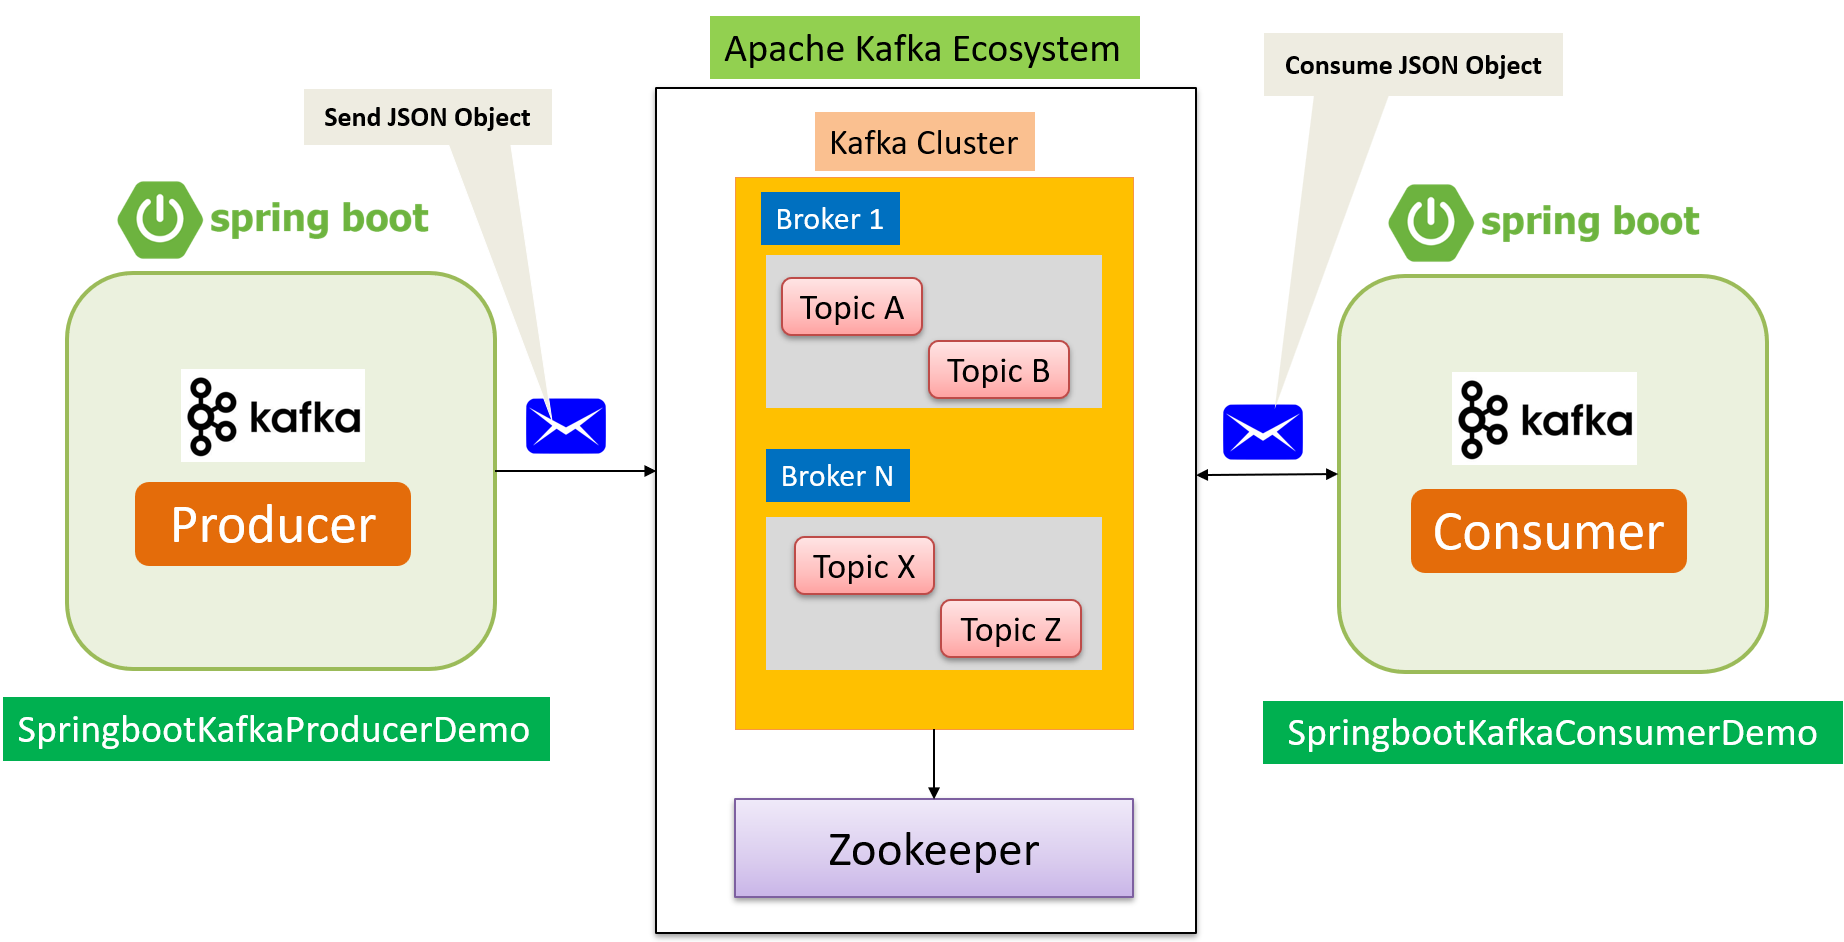 Apache Kafka Ecosystem
Consume JSON Object
Send JSON Object
Kafka Cluster
spring boot
Broker 1
spring boot
Topic A
Topic B
kafka
kafka
Broker N
Producer
Consumer
Topic X
Topic Z
SpringbootKafkaProducerDemo
SpringbootKafkaConsumerDemo
Zookeeper